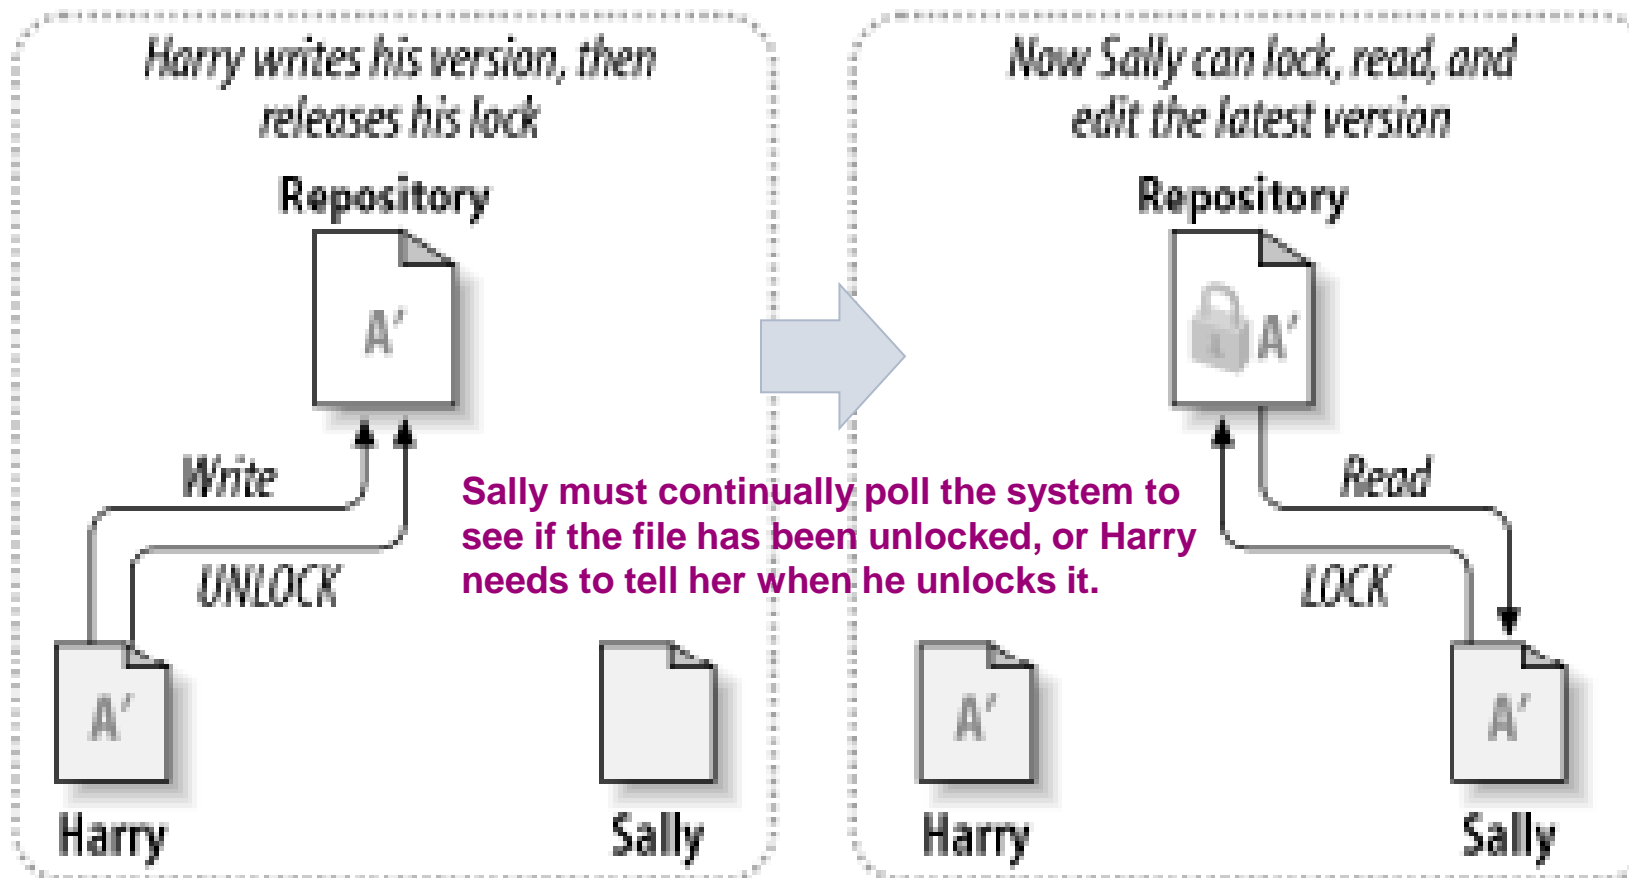 Harry writes his version, then
releases his lock
Repository
A′
Write
UNLOCK
A′
Harry
Sally
Sally must continually poll the system to
see if the file has been unlocked, or Harry
needs to tell her when he unlocks it.
Now Sally can lock, read, and
edit the latest version
Repository
A′
Read
LOCK
A′
Harry
A′
Sally